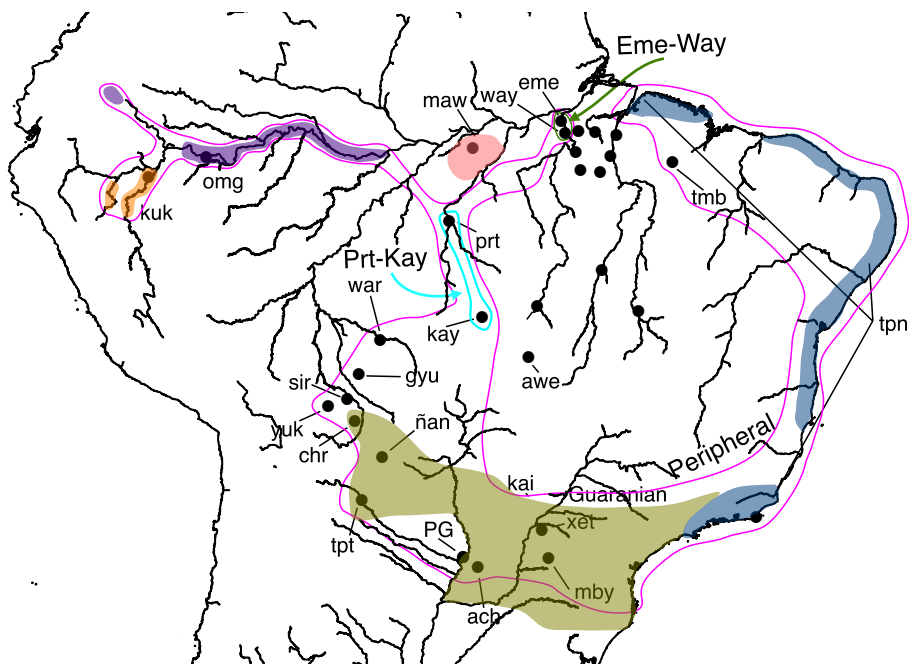 Eme-Way
eme
way
maw
omg
tmb
kuk
prt
Prt-Kay
war
tpn
kay
gyu
awe
sir
yuk
ñan
chr
Peripheral
kai
Guaranian
xet
PG
tpt
mby
ach